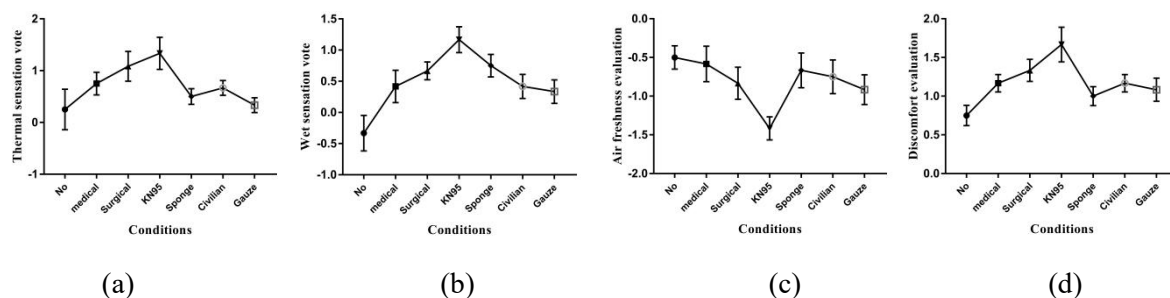 Thermal sensation vote
2
1
0
-1
No
medical
Surgical
KN95
Sponge
Civilian
Gauze
Conditions
(a)
Wet sensation vote
1.5
1.0
0.5
0.0
-0.5
-1.0
No
medical
Surgical
KN95
Sponge
Civilian
Gauze
Conditions
(b)
Air freshness evaluation
-0.0
-0.5
-1.0
-1.5
-2.0
No
medical
Surgical
KN95
Sponge
Civilian
Gauze
Conditions
(c)
Discomfort evaluation
2.0
1.5
1.0
0.5
0.0
No
medical
Surgical
KN95
Sponge
Civilian
Gauze
Conditions
(d)